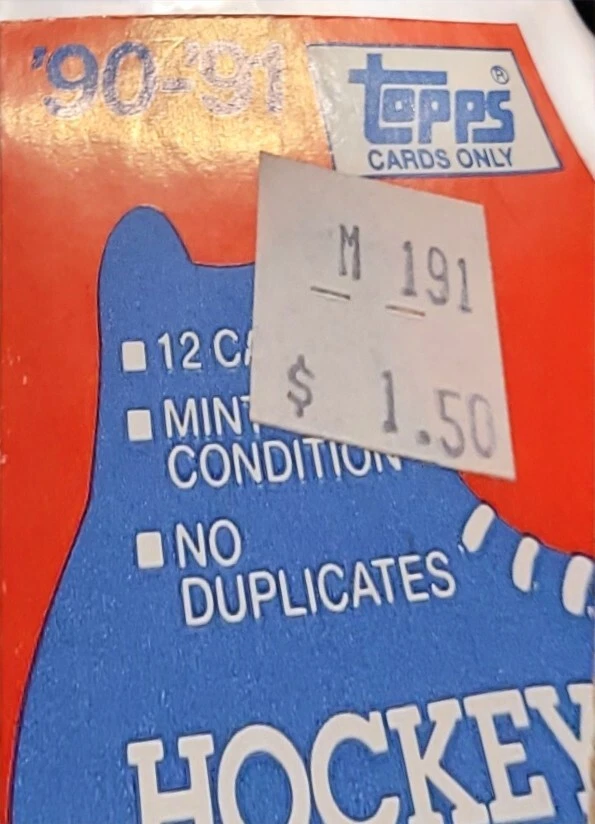 '90-'91
topps®
CARDS ONLY
M 191
$ 1.50
12
MINT
CONDITION
NO
DUPLICATES
HOCKEY